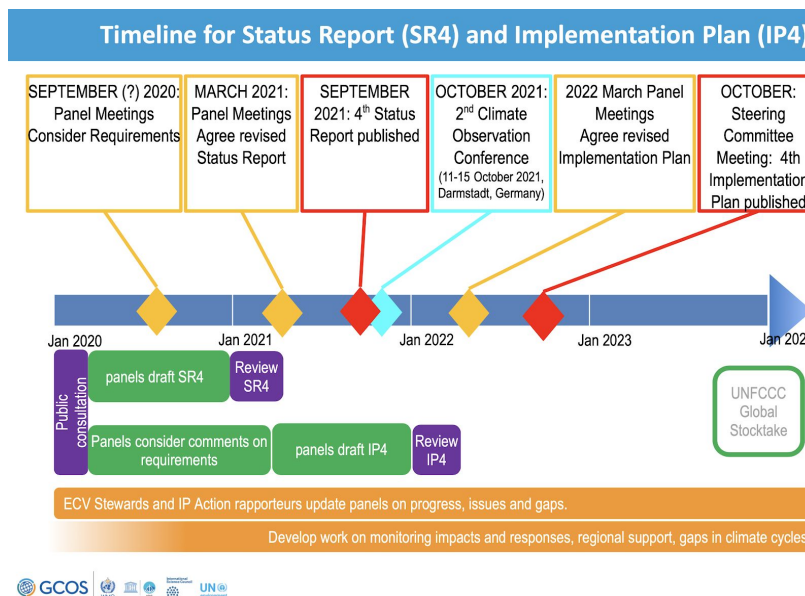 Timeline for Status Report (SR4) and Implementation Plan (IP4)
SEPTEMBER (?) 2020:
Panel Meetings
Consider Requirements
MARCH 2021:
Panel Meetings
Agree revised
Status Report
SEPTEMBER
2021: 4th Status
Report published
OCTOBER 2021:
2nd Climate
Observation
Conference
(11-15 October 2021,
Darmstadt, Germany)
2022 March Panel
Meetings
Agree revised
Implementation Plan
OCTOBER:
Steering
Committee
Meeting: 4th
Implementation
Plan published
Jan 2020
Jan 2021
Jan 2022
Jan 2023
Jan 202
Public
consultation
panels draft SR4
Review
SR4
Panels consider comments on
requirements
panels draft IP4
Review
IP4
UNFCCC
Global
Stocktake
ECV Stewards and IP Action rapporteurs update panels on progress, issues and gaps.
Develop work on monitoring impacts and responses, regional support, gaps in climate cycles
GCOS
International
Science Council
UN